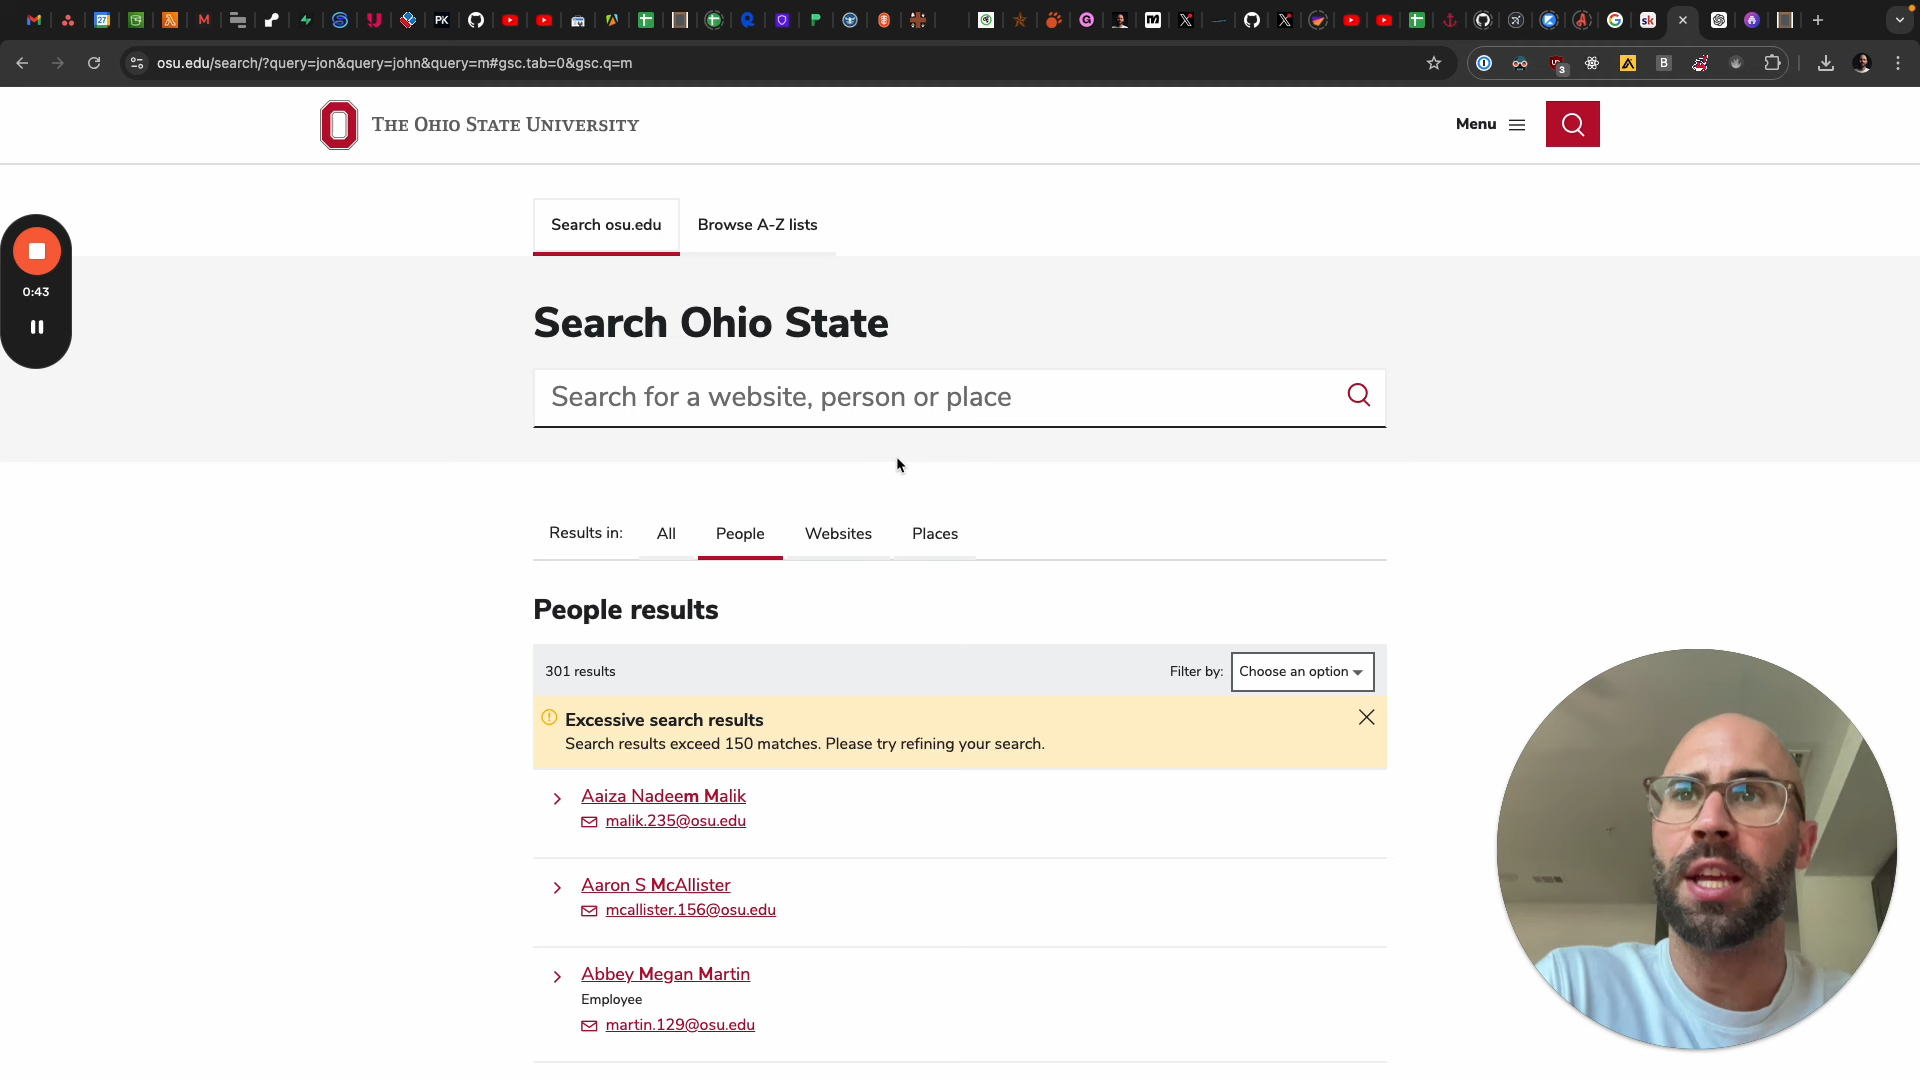 osu.edu/search/?query=jon&query=john&query=m#gsc.tab=0&gsc.q=m
The Ohio State University
Menu
Search osu.edu
Browse A-Z lists
0:43
Search Ohio State
Search for a website, person or place
Results in:
All
People
Websites
Places
People results
301 results
Filter by:
Choose an option
Excessive search results
Search results exceed 150 matches. Please try refining your search.
Aaiza Nadeem Malik
malik.235@osu.edu
Aaron S McAllister
mcallister.156@osu.edu
Abbey Megan Martin
Employee
martin.129@osu.edu